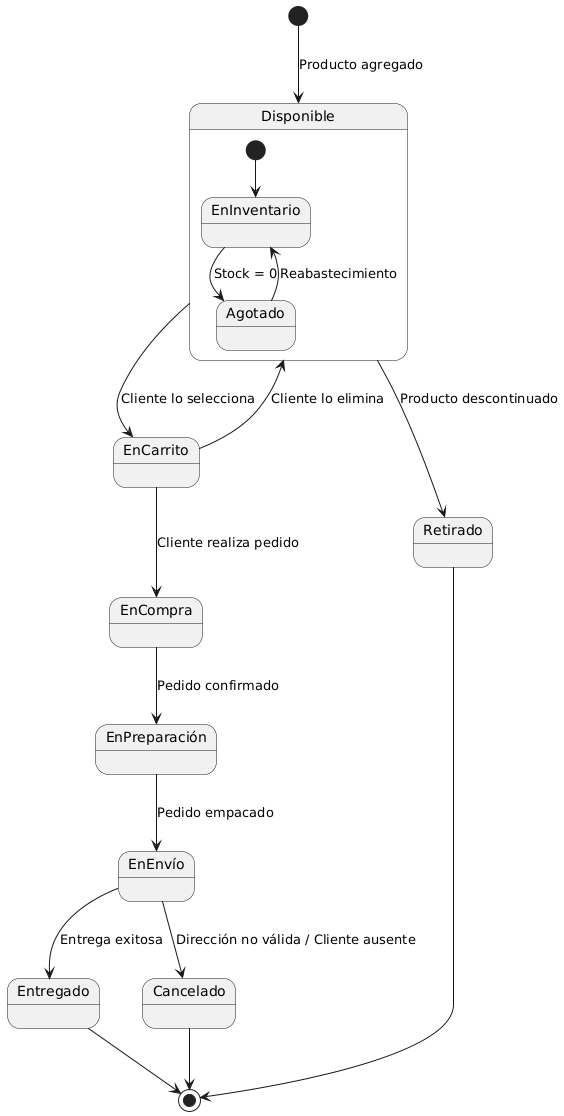 Producto agregado
Disponible
EnInventario
Stock = 0
Reabastecimiento
Agotado
Cliente lo selecciona
Cliente lo elimina
Producto descontinuado
EnCarrito
Retirado
Cliente realiza pedido
EnCompra
Pedido confirmado
EnPreparación
Pedido empacado
EnEnvío
Entrega exitosa
Dirección no válida / Cliente ausente
Entregado
Cancelado